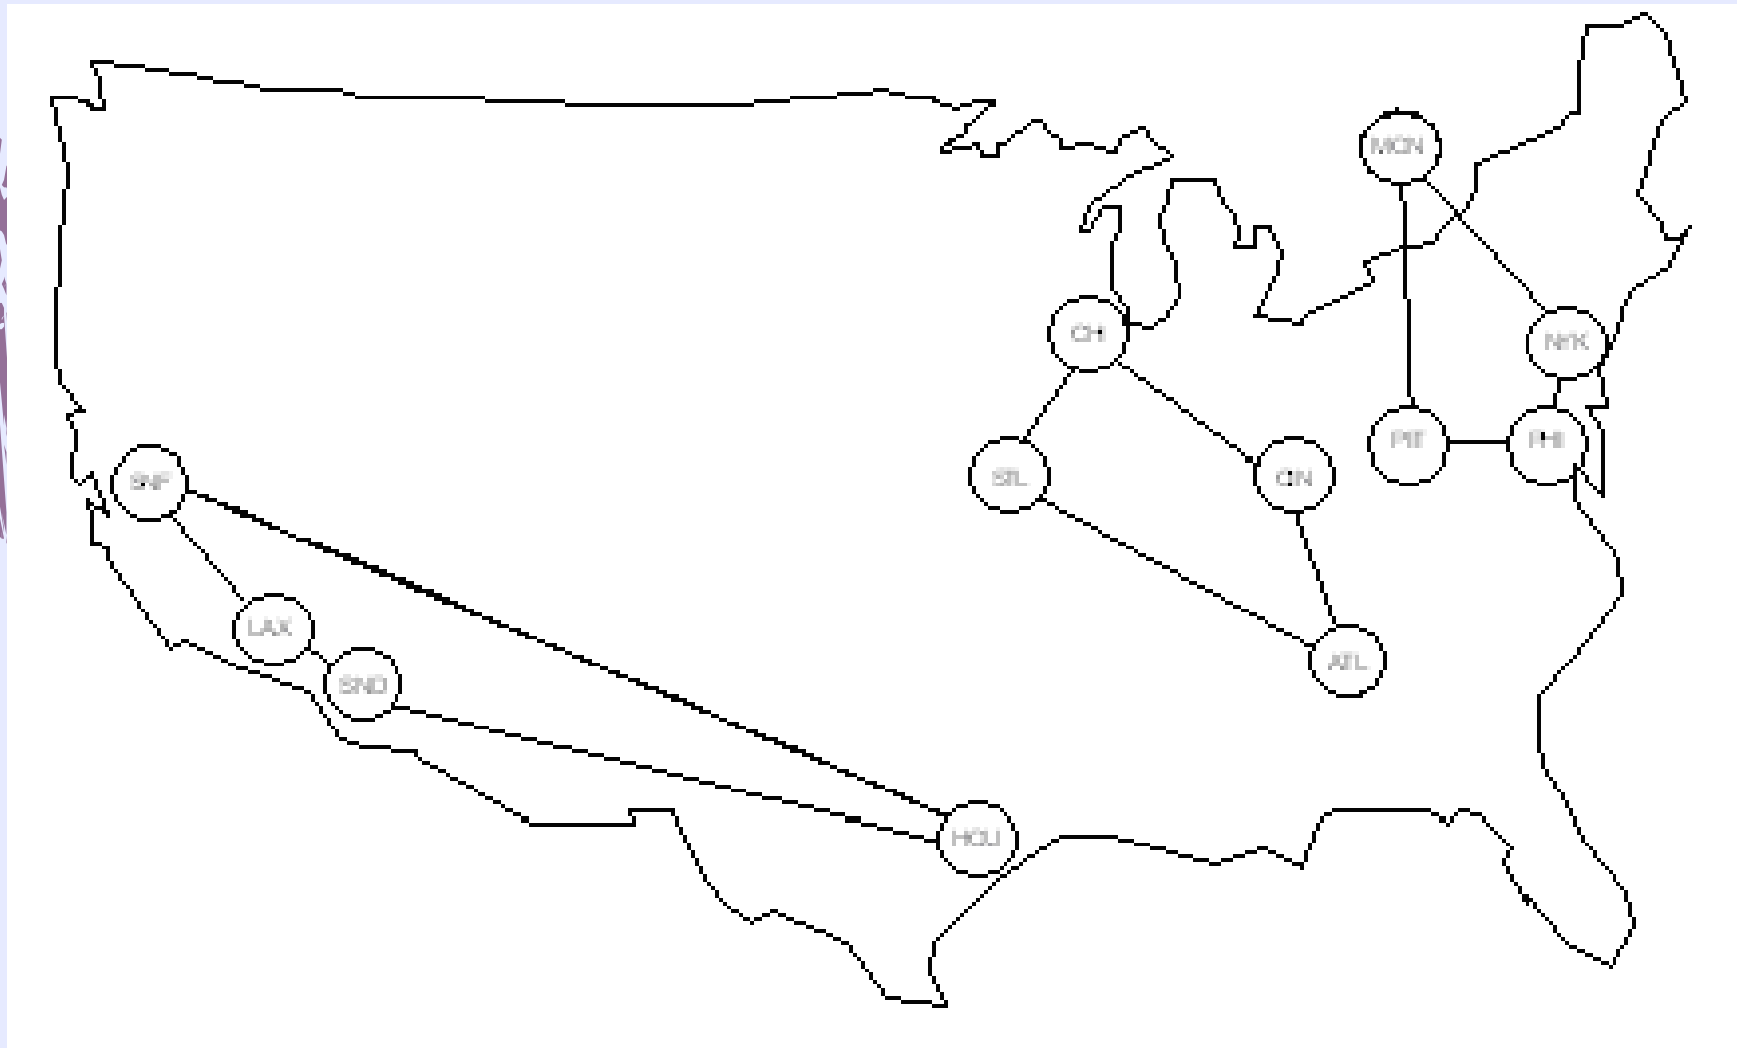 MON
CHI
NYK
PIT
PHI
SNF
STL
CIN
LAX
ATL
SND
HOU